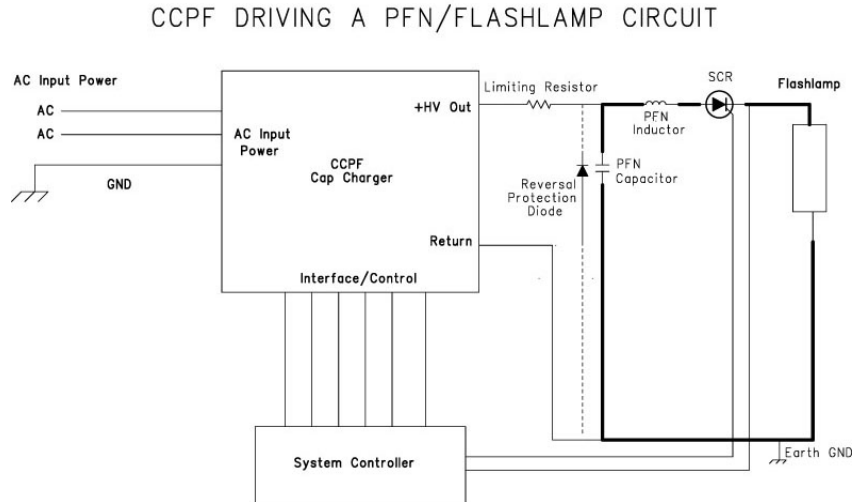 CCPF DRIVING A PFN/FLASHLAMP CIRCUIT
AC Input Power
AC
AC
GND
AC Input
Power
CCPF
Cap Charger
+HV Out
Return
Interface/Control
Limiting Resistor
Reversal
Protection
Diode
PFN
Capacitor
PFN
Inductor
SCR
Flashlamp
Earth GND
System Controller